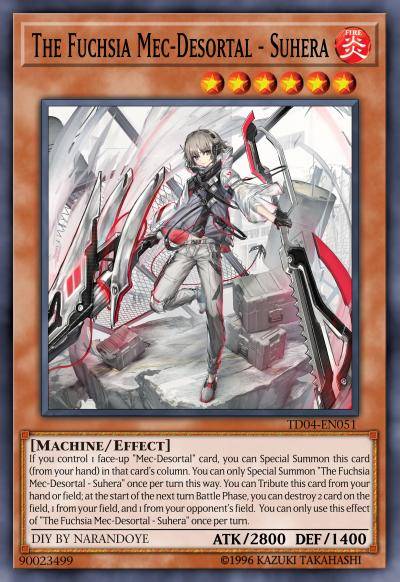 THE FUCHSIA MEC-DESORTAL - SUHERA
FIRE
炎
TD04-EN051
[MACHINE/EFFECT]
If you control 1 face-up "Mec-Desortal" card, you can Special Summon this card
(from your hand) in that card's column. You can only Special Summon "The Fuchsia
Mec-Desortal - Suhera" once per turn this way. You can Tribute this card from your
hand or field; at the start of the next turn Battle Phase, you can destroy 2 card on the
field, 1 from your field, and 1 from your opponent's field. You can only use this effect
of "The Fuchsia Mec-Desortal - Suhera" once per turn.
DIY BY NARANDOYE
ATK/2800 DEF/1400
90023499
©1996 KAZUKI TAKAHASHI